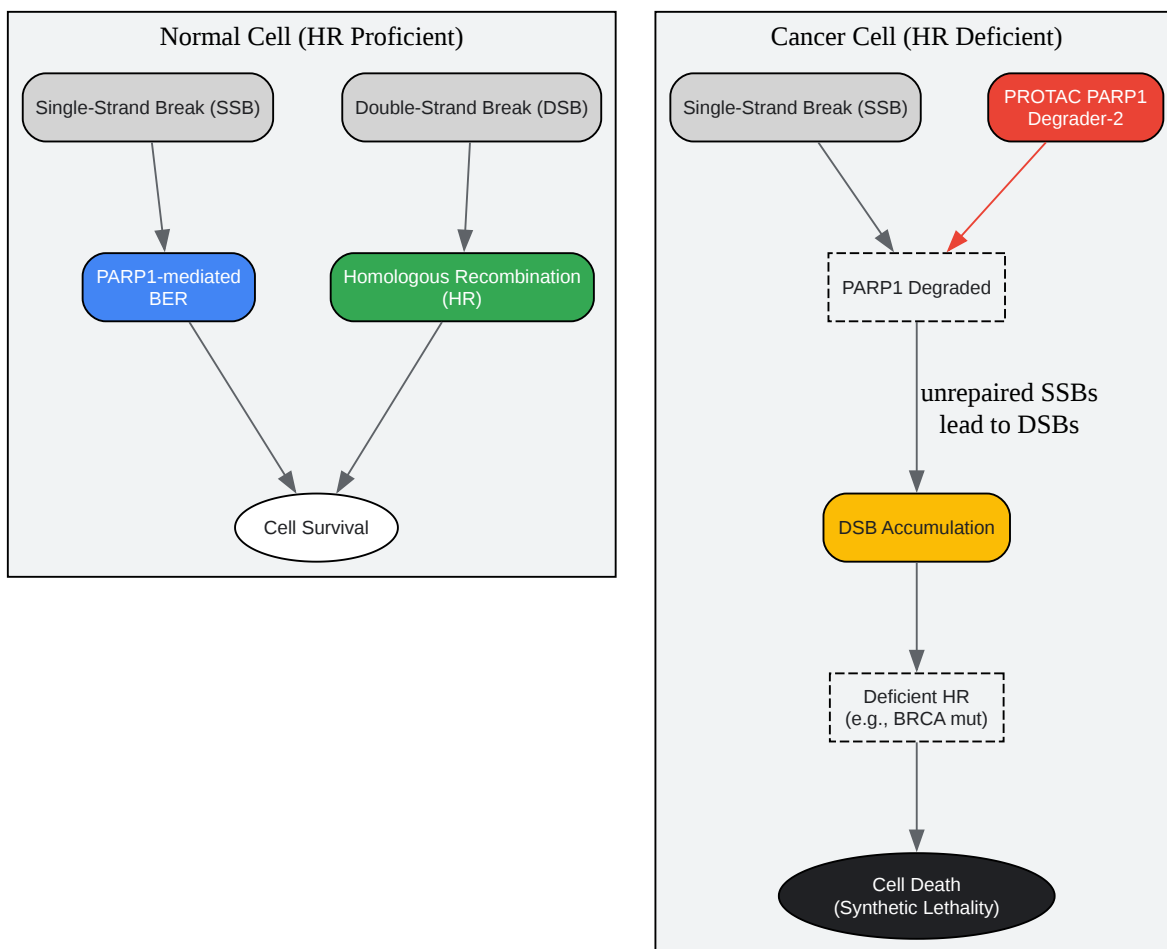 Normal Cell (HR Proficient)
Single-Strand Break (SSB)
Double-Strand Break (DSB)
PARP1-mediated
BER
Homologous Recombination
(HR)
Cell Survival
Cancer Cell (HR Deficient)
Single-Strand Break (SSB)
PROTAC PARP1
Degrader-2
PARP1 Degraded
unrepaired SSBs
lead to DSBs
DSB Accumulation
Deficient HR
(e.g., BRCA mut)
Cell Death
(Synthetic Lethality)